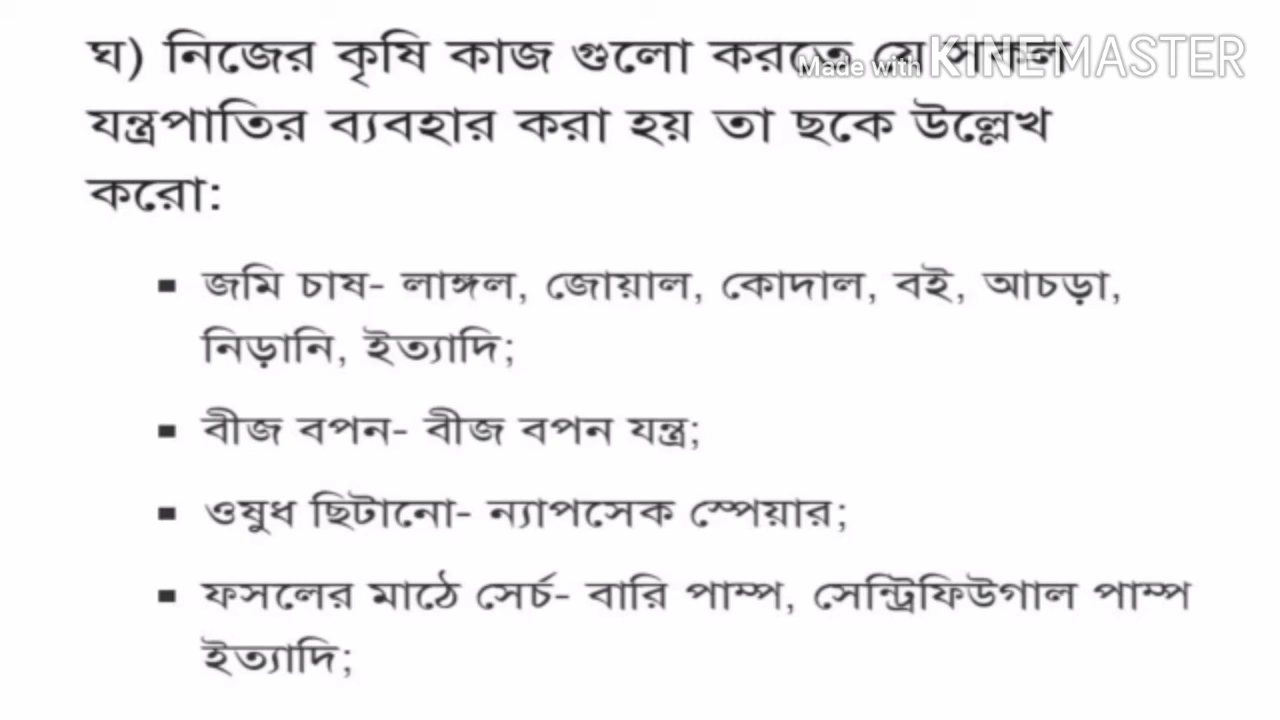 ঘ) নিজের কৃষি কাজ গুলো করতে যে সকল
যন্ত্রপাতির ব্যবহার করা হয় তা ছকে উল্লেখ
করো:
Made with KINEMASTER
▪ জমি চাষ- লাঙ্গল, জোয়াল, কোদাল, বই, আচড়া,
নিড়ানি, ইত্যাদি;
▪ বীজ বপন- বীজ বপন যন্ত্র;
▪ ওষুধ ছিটানো- ন্যাপসেক স্পেয়ার;
▪ ফসলের মাঠে সের্চ- বারি পাম্প, সেন্ট্রিফিউগাল পাম্প
ইত্যাদি;